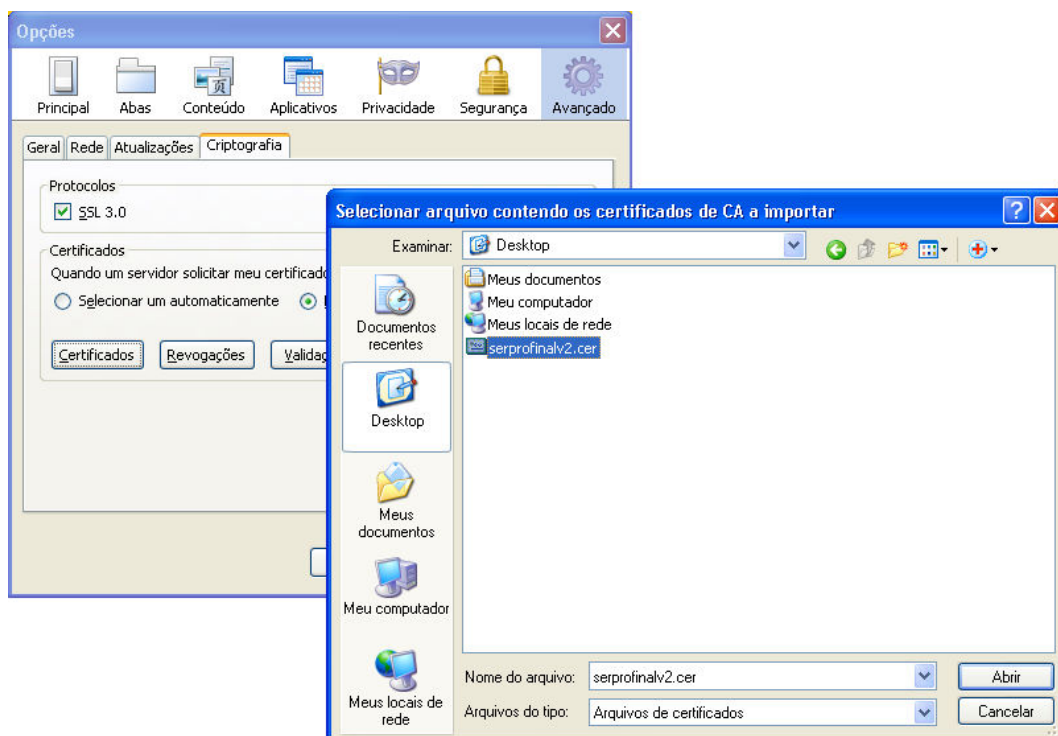 Opções
Principal Abas Conteúdo Aplicativos Privacidade Segurança Avançado
Geral Rede Atualizações Criptografia
Protocolos
SSL 3.0
Certificados
Quando um servidor solicitar meu certificado
Selecionar um automaticamente
Certificados Revogações
Selecionar arquivo contendo os certificados de CA a importar
Examinar: Desktop
Documentos recentes
Desktop
Meus documentos
Meu computador
Meus locais de rede
Meus documentos
Meu computador
Meus locais de rede
serprofinalv2.cer
Nome do arquivo: serprofinalv2.cer Abrir
Arquivos do tipo: Arquivos de certificados Cancelar